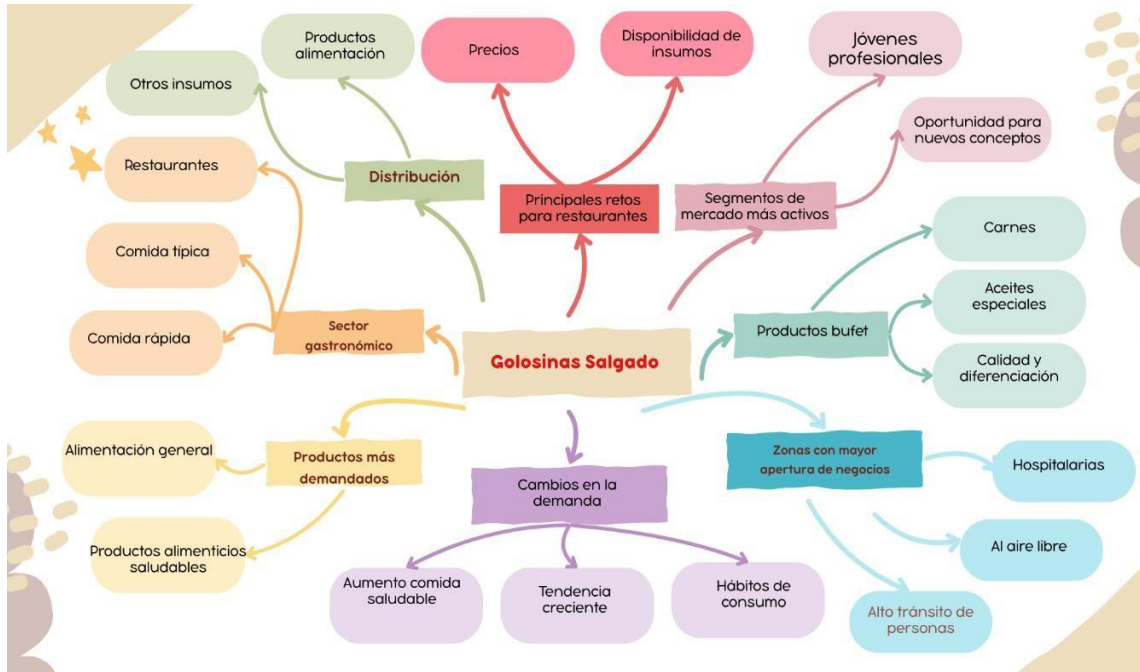 Productos
alimentación
Precios
Disponibilidad de
insumos
Jóvenes
profesionales
Otros insumos
Oportunidad para
nuevos conceptos
Restaurantes
Distribución
Principales retos
para restaurantes
Segmentos de
mercado más activos
Comida típica
Carnes
Comida rápida
Sector
gastronómico
Golosinas Salgado
Productos bufet
Aceites
especiales
Calidad y
diferenciación
Alimentación general
Productos más
demandados
Cambios en la
demanda
Zonas con mayor
apertura de negocios
Hospitalarias
Productos alimenticios
saludables
Aumento comida
saludable
Tendencia
creciente
Hábitos de
consumo
Al aire libre
Alto tránsito de
personas